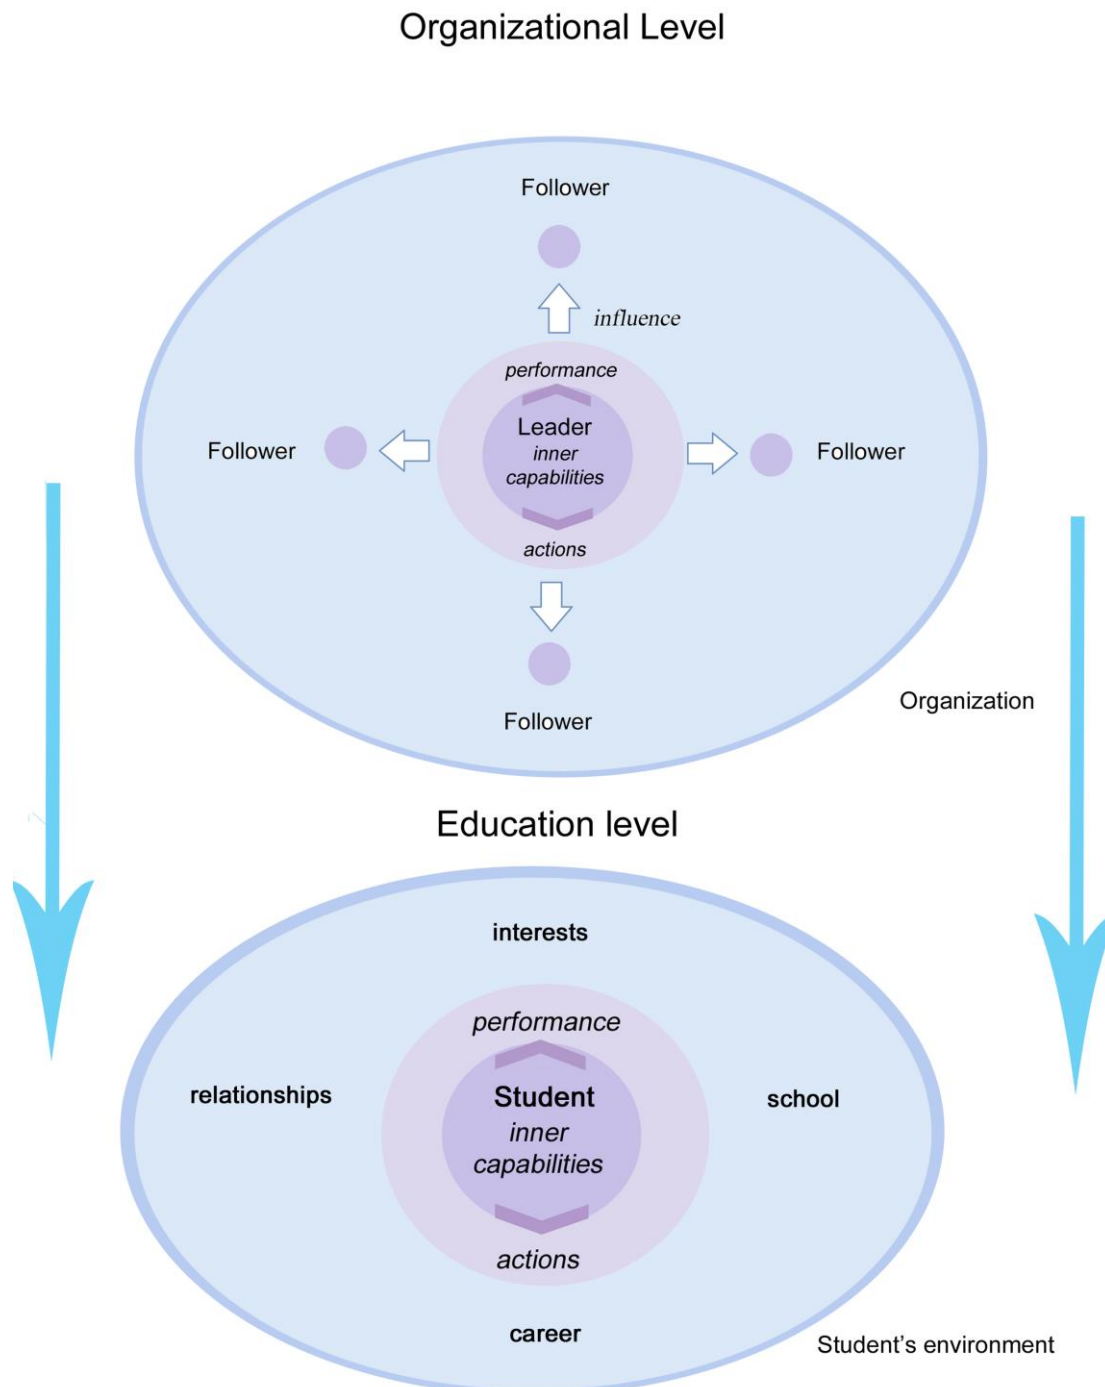 Organizational Level
Follower
influence
performance
Leader
inner
capabilities
Follower
Follower
actions
Follower
Organization
Education level
interests
performance
relationships
Student
school
inner
capabilities
actions
career
Student's environment